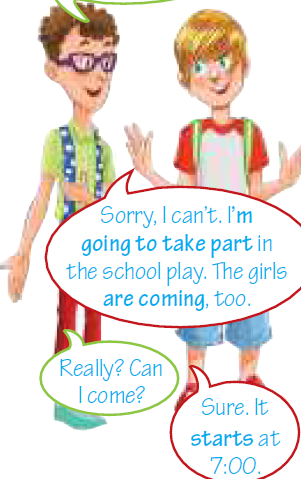 Sorry, I can't. I'm
going to take part in
the school play. The girls
are coming, too.
Really? Can
I come?
Sure. It
starts at
7:00.